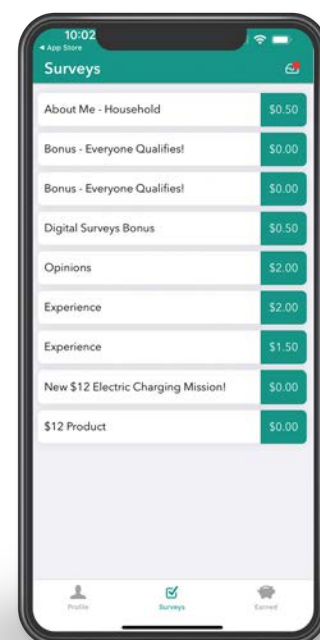 10:02
App Store
Surveys
About Me - Household $0.50
Bonus - Everyone Qualifies! $0.00
Bonus - Everyone Qualifies! $0.00
Digital Surveys Bonus $0.50
Opinions $2.00
Experience $2.00
Experience $1.50
New $12 Electric Charging Mission! $0.00
$12 Product $0.00
Profile Surveys Earned